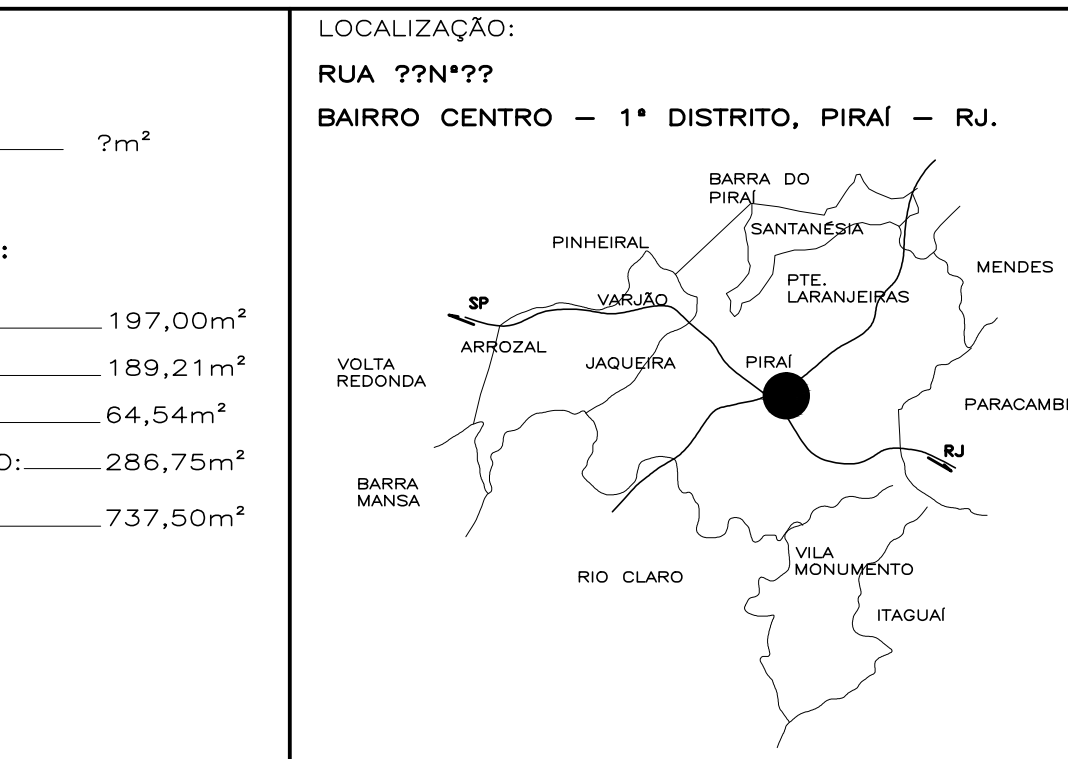 ?m²
:
197,00m²
189,21m²
64,54m²
O: 286,75m²
737,50m²
LOCALIZAÇÃO:
RUA ??Nª??
BAIRRO CENTRO – 1ª DISTRITO, PIRAÍ – RJ.
BARRA DO
PIRAÍ
SANTANÉSIA
PINHEIRAL
MENDES
PTE.
LARANJEIRAS
VARJÃO
SP
ARROZAL
JAQUEIRA
PIRAÍ
VOLTA
REDONDA
PARACAMBI
RJ
BARRA
MANSA
VILA
MONUMENTO
RIO CLARO
ITAGUAÍ